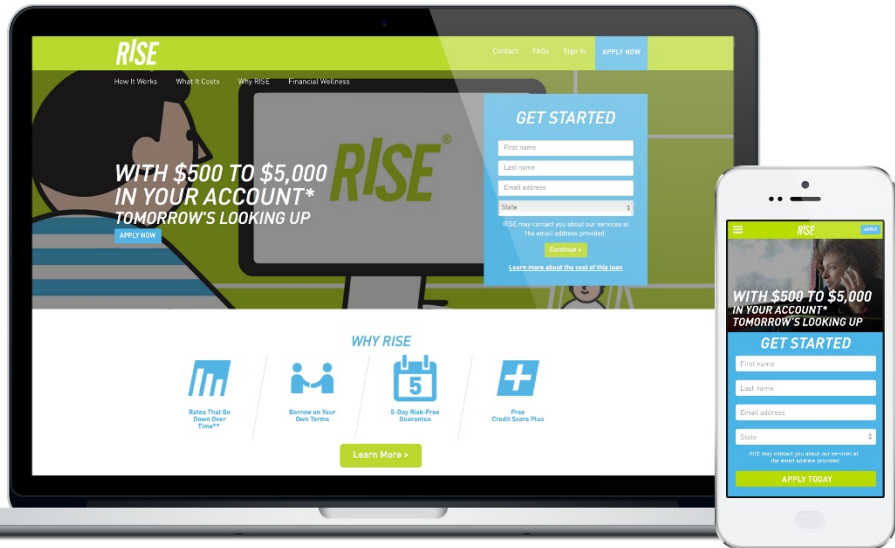 RISE
Contact FAQs Sign In APPLY NOW
How It Works What It Costs Why RISE Financial Wellness
RISE®
WITH $500 TO $5,000
IN YOUR ACCOUNT*
TOMORROW'S LOOKING UP
APPLY NOW
GET STARTED
First name
Last name
Email address
State
RISE may contact you about our services at
the email address provided.
Continue >
Learn more about the cost of this loan
WHY RISE
Rates That Go
Down Over
Time**
Borrow on Your
Own Terms
5
5-Day Risk-Free
Guarantee
Free
Credit Score Plus
Learn More >
RISE
APPLY
WITH $500 TO $5,000
IN YOUR ACCOUNT*
TOMORROW'S LOOKING UP
GET STARTED
First name
Last name
Email address
State
RISE may contact you about our services at
the email address provided
APPLY TODAY